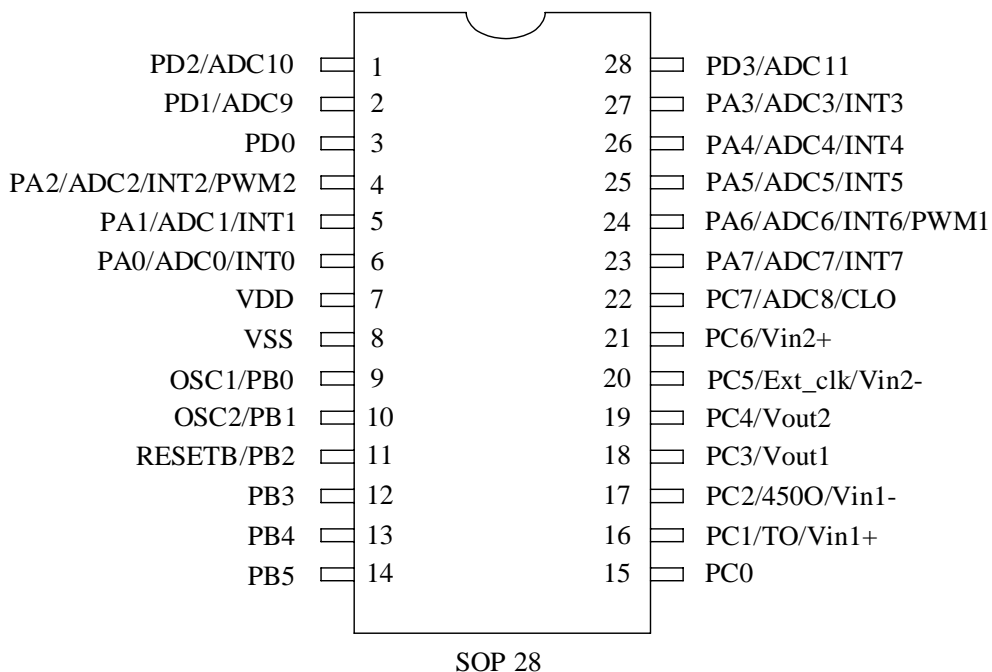 PD2/ADC10 1 28 PD3/ADC11
PD1/ADC9 2 27 PA3/ADC3/INT3
PD0 3 26 PA4/ADC4/INT4
PA2/ADC2/INT2/PWM2 4 25 PA5/ADC5/INT5
PA1/ADC1/INT1 5 24 PA6/ADC6/INT6/PWM1
PA0/ADC0/INT0 6 23 PA7/ADC7/INT7
VDD 7 22 PC7/ADC8/CLO
VSS 8 21 PC6/Vin2+
OSC1/PB0 9 20 PC5/Ext_clk/Vin2-
OSC2/PB1 10 19 PC4/Vout2
RESETB/PB2 11 18 PC3/Vout1
PB3 12 17 PC2/450O/Vin1-
PB4 13 16 PC1/TO/Vin1+
PB5 14 15 PC0
SOP 28